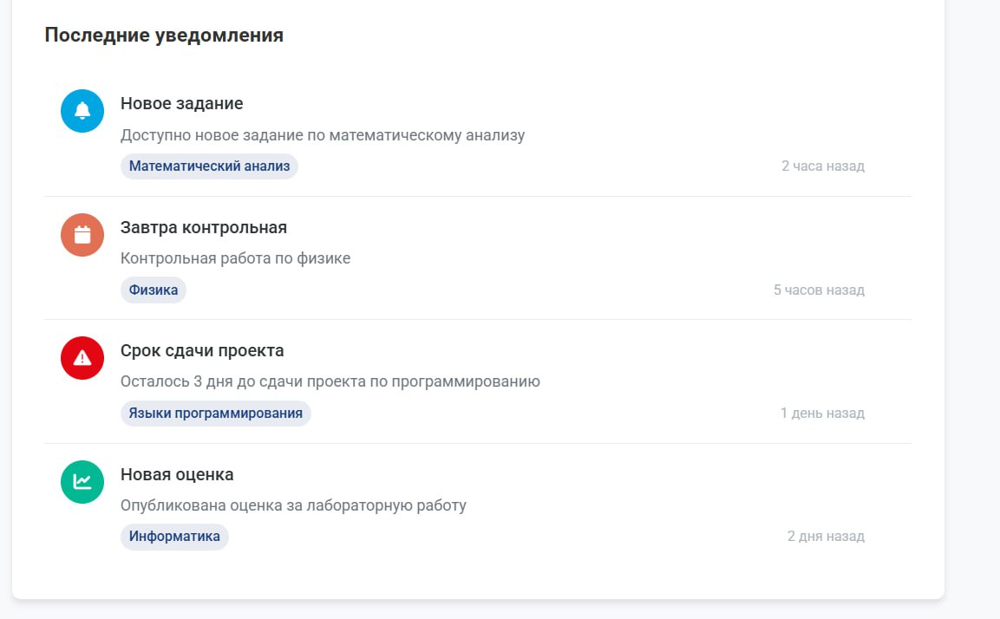 Последние уведомления
Новое задание
Доступно новое задание по математическому анализу
Математический анализ
2 часа назад
Завтра контрольная
Контрольная работа по физике
Физика
5 часов назад
Срок сдачи проекта
Осталось 3 дня до сдачи проекта по программированию
Языки программирования
1 день назад
Новая оценка
Опубликована оценка за лабораторную работу
Информатика
2 дня назад